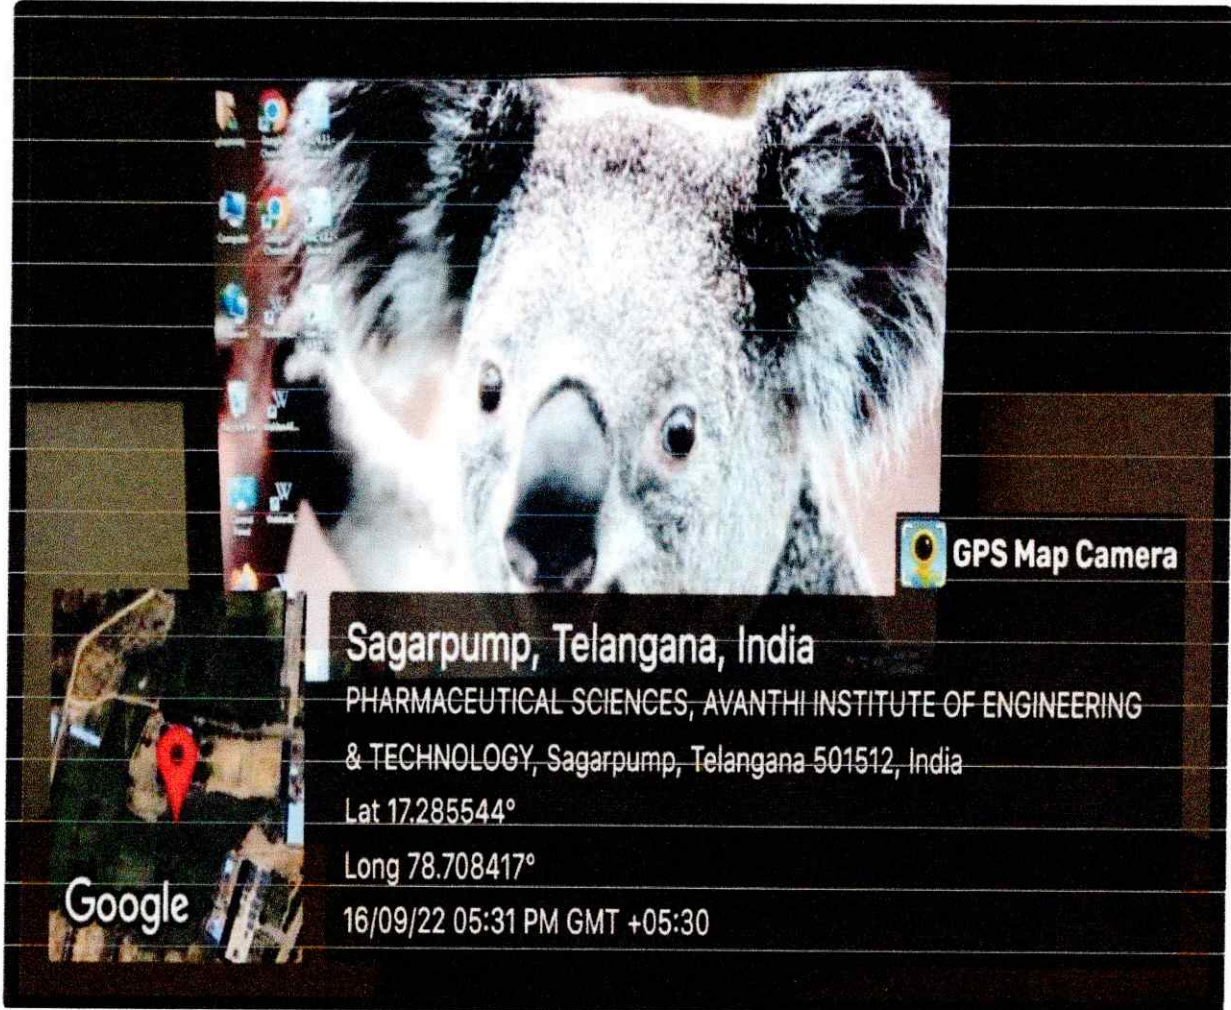 Computer
GPS Map Camera
Sagarpump, Telangana, India
PHARMACEUTICAL SCIENCES, AVANTHI INSTITUTE OF ENGINEERING
& TECHNOLOGY, Sagarpump, Telangana 501512, India
Lat 17.285544°
Long 78.708417°
16/09/22 05:31 PM GMT +05:30
Google